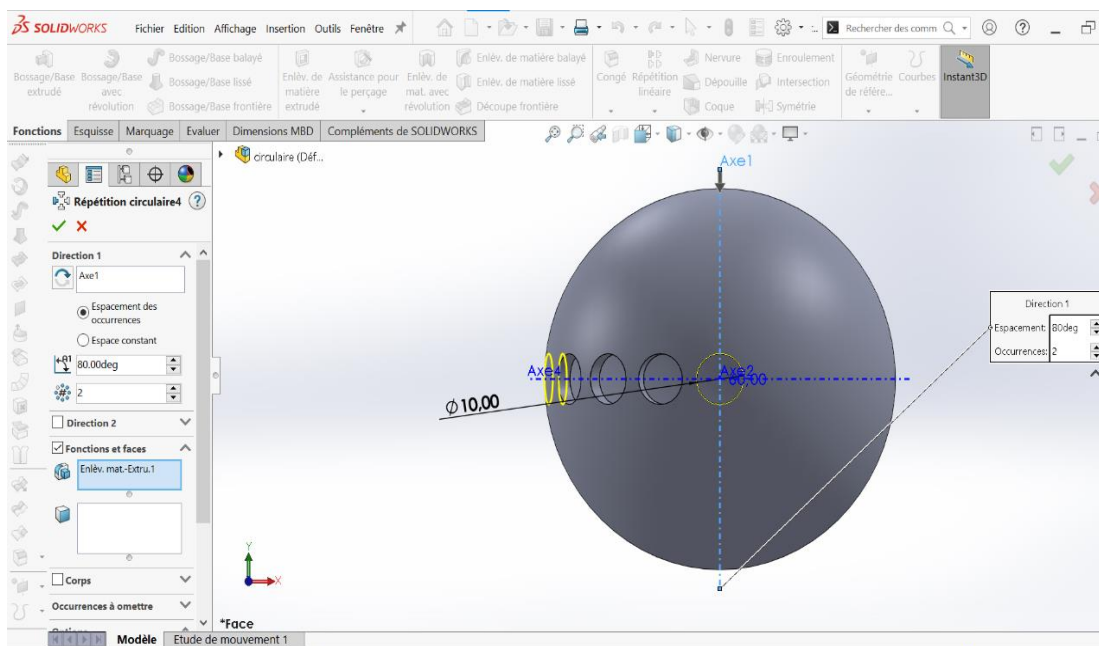 SOLIDWORKS
Fichier Edition Affichage Insertion Outils Fenêtre
Rechercher des comm
Bossage/Base extrudé
Bossage/Base avec révolution
Bossage/Base balayé
Bossage/Base lissé
Bossage/Base frontière
Enlèv. de matière extrudé
Assistance pour le perçage
Enlèv. de mat. avec révolution
Enlèv. de matière balayé
Enlèv. de matière lissé
Découpe frontière
Congé
Répétition linéaire
Nervure
Dépouille
Coque
Enroulement
Intersection
Symétrie
Géométrie de référe...
Courbes
Instant3D
Fonctions Esquisse Marquage Evaluer Dimensions MBD Compléments de SOLIDWORKS
circulaire (Déf...
Répétition circulaire4
Direction 1
Axe1
Espacement des occurrences
Espace constant
80.00deg
2
Direction 2
Fonctions et faces
Enlèv. mat.-Extru.1
Corps
Occurrences à omettre
Axe1
Axe4
Axe2
Ø10,00
Direction 1
Espacement: 80deg
Occurrences: 2
Y
X
*Face
Modèle Etude de mouvement 1